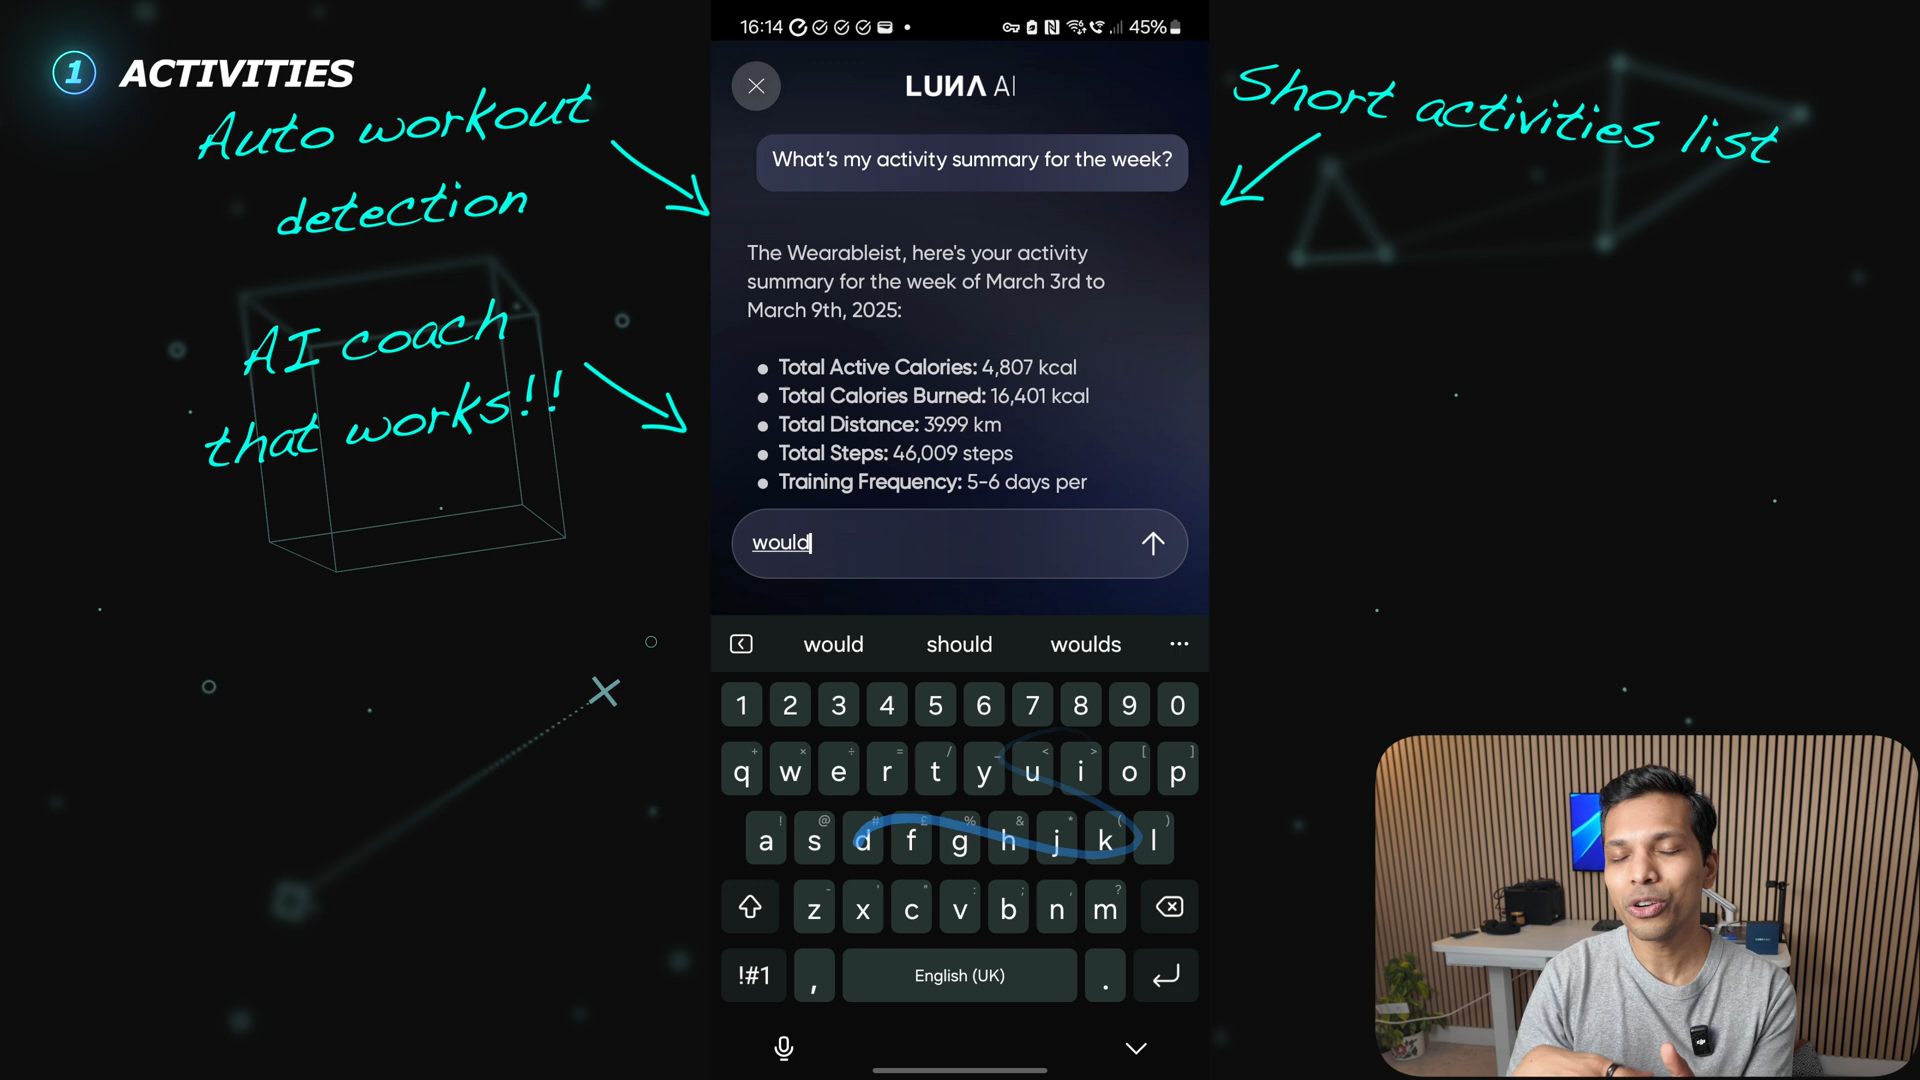 1 ACTIVITIES
Auto workout
detection
AI coach
that works!!
Short activities list
16:14
45%
LUNA AI
What's my activity summary for the week?
The Wearableist, here's your activity
summary for the week of March 3rd to
March 9th, 2025:
Total Active Calories: 4,807 kcal
Total Calories Burned: 16,401 kcal
Total Distance: 39.99 km
Total Steps: 46,009 steps
Training Frequency: 5-6 days per
would
would should woulds ...
1 2 3 4 5 6 7 8 9 0
q w e r t y u i o p
a s d f g h j k l
z x c v b n m
!#1 , English (UK) .